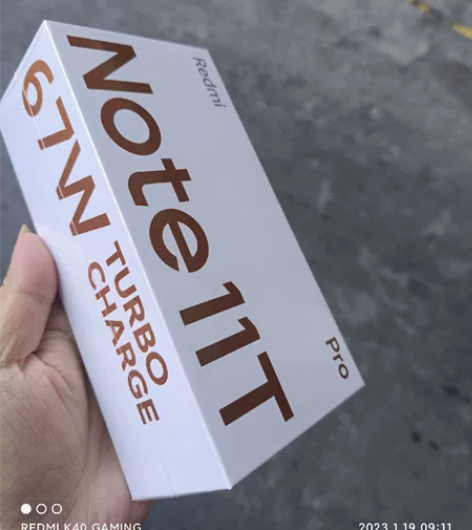 Redmi
Note 11T
Pro
67W
TURBO
CHARGE
REDMI K40 GAMING
2023.1.19 09:11